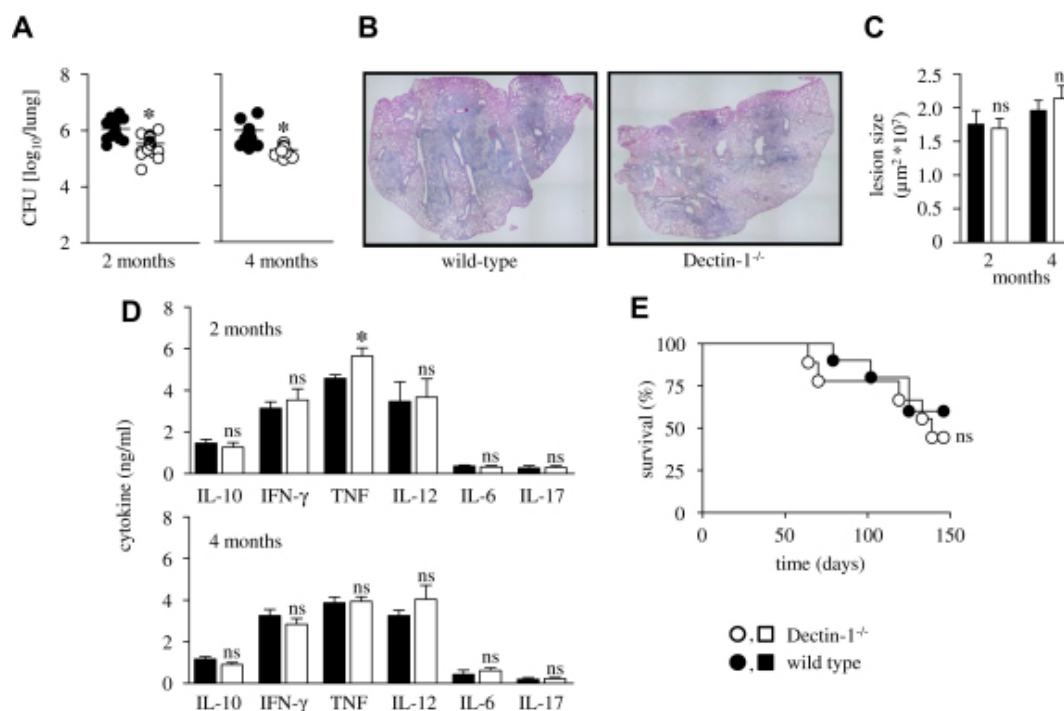 A
CFU [log10/lung]
8
6
4
2
*
*
2 months
4 months
B
wild-type
Dectin-1-/-
C
lesion size
(µm² *10⁷)
2.5
2.0
1.5
1.0
0.5
0
ns
n
2
4
months
D
cytokine (ng/ml)
8
6
4
2
0
2 months
ns
ns
*
ns
ns
ns
IL-10 IFN-γ TNF IL-12 IL-6 IL-17
8
6
4
2
0
4 months
ns
ns
ns
ns
ns
ns
IL-10 IFN-γ TNF IL-12 IL-6 IL-17
E
survival (%)
100
75
50
25
0
ns
0 50 100 150
time (days)
Dectin-1-/-
wild type